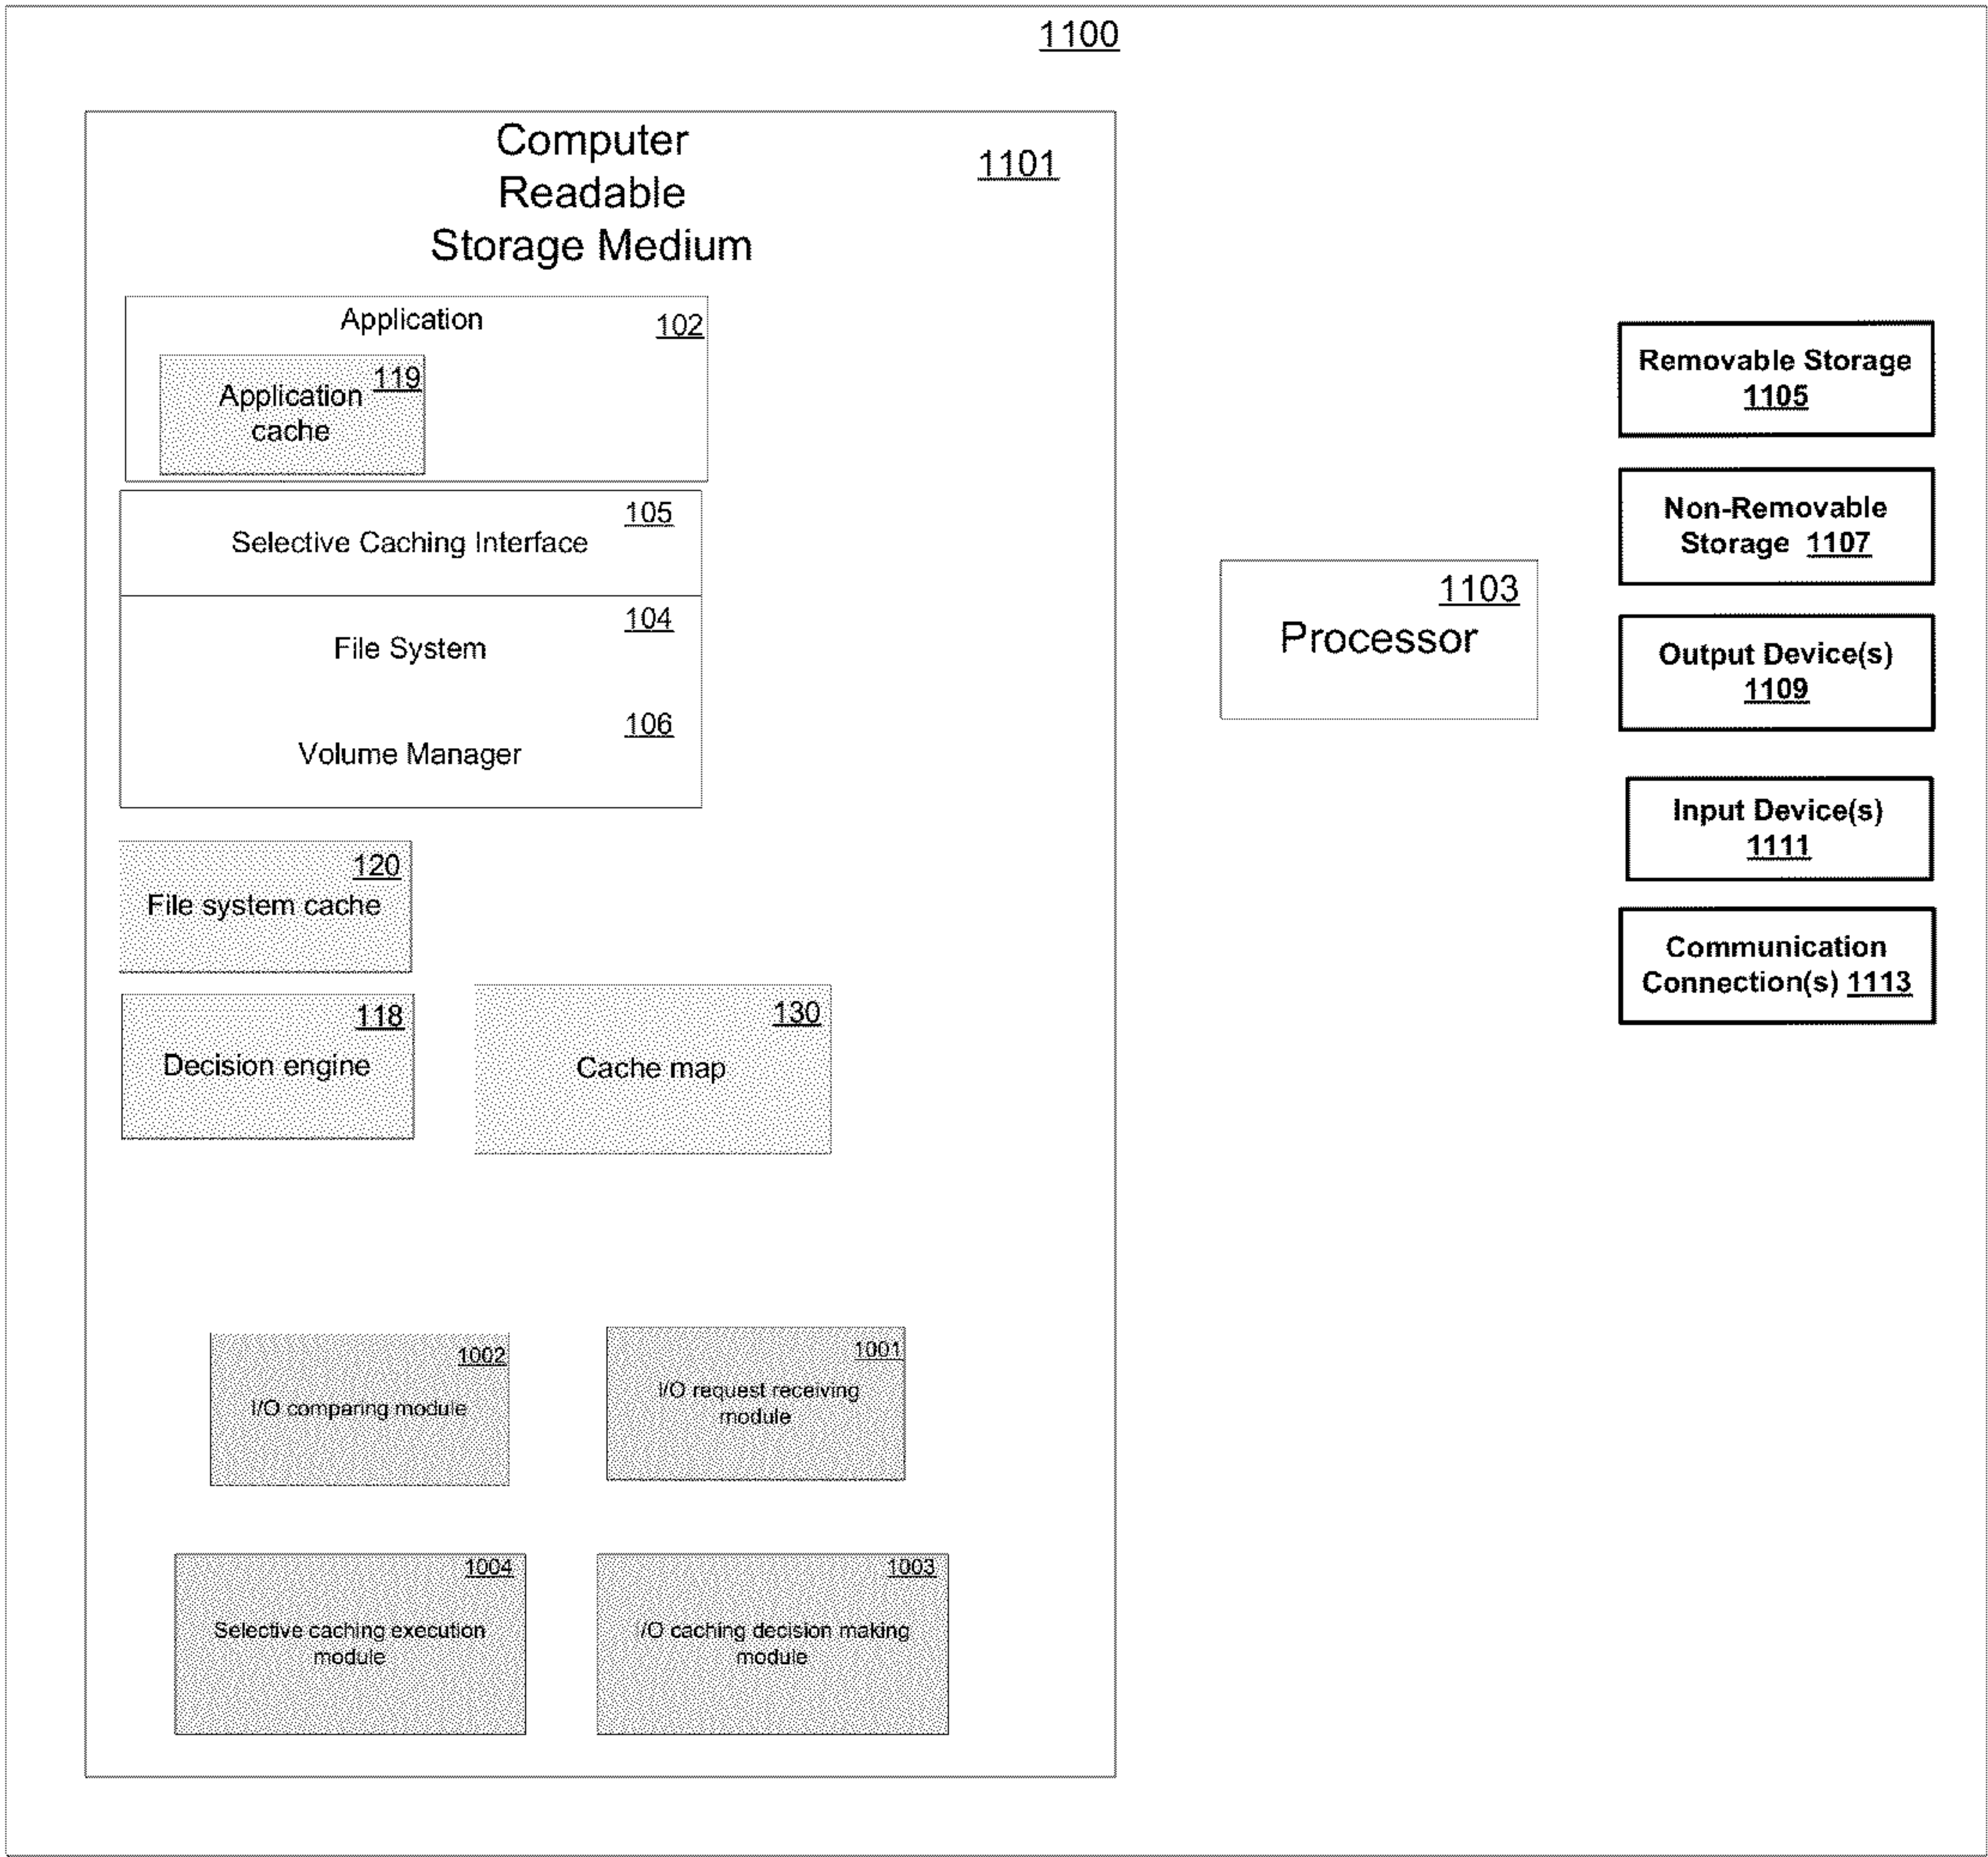 1100
Computer
Readable
Storage Medium
1101
Application
102
119
Application
cache
105
Selective Caching Interface
104
File System
106
Volume Manager
120
File system cache
118
Decision engine
130
Cache map
1002
I/O comparing module
1001
I/O request receiving
module
1004
Selective caching execution
module
1003
I/O caching decision making
module
1103
Processor
Removable Storage
1105
Non-Removable
Storage 1107
Output Device(s)
1109
Input Device(s)
1111
Communication
Connection(s) 1113